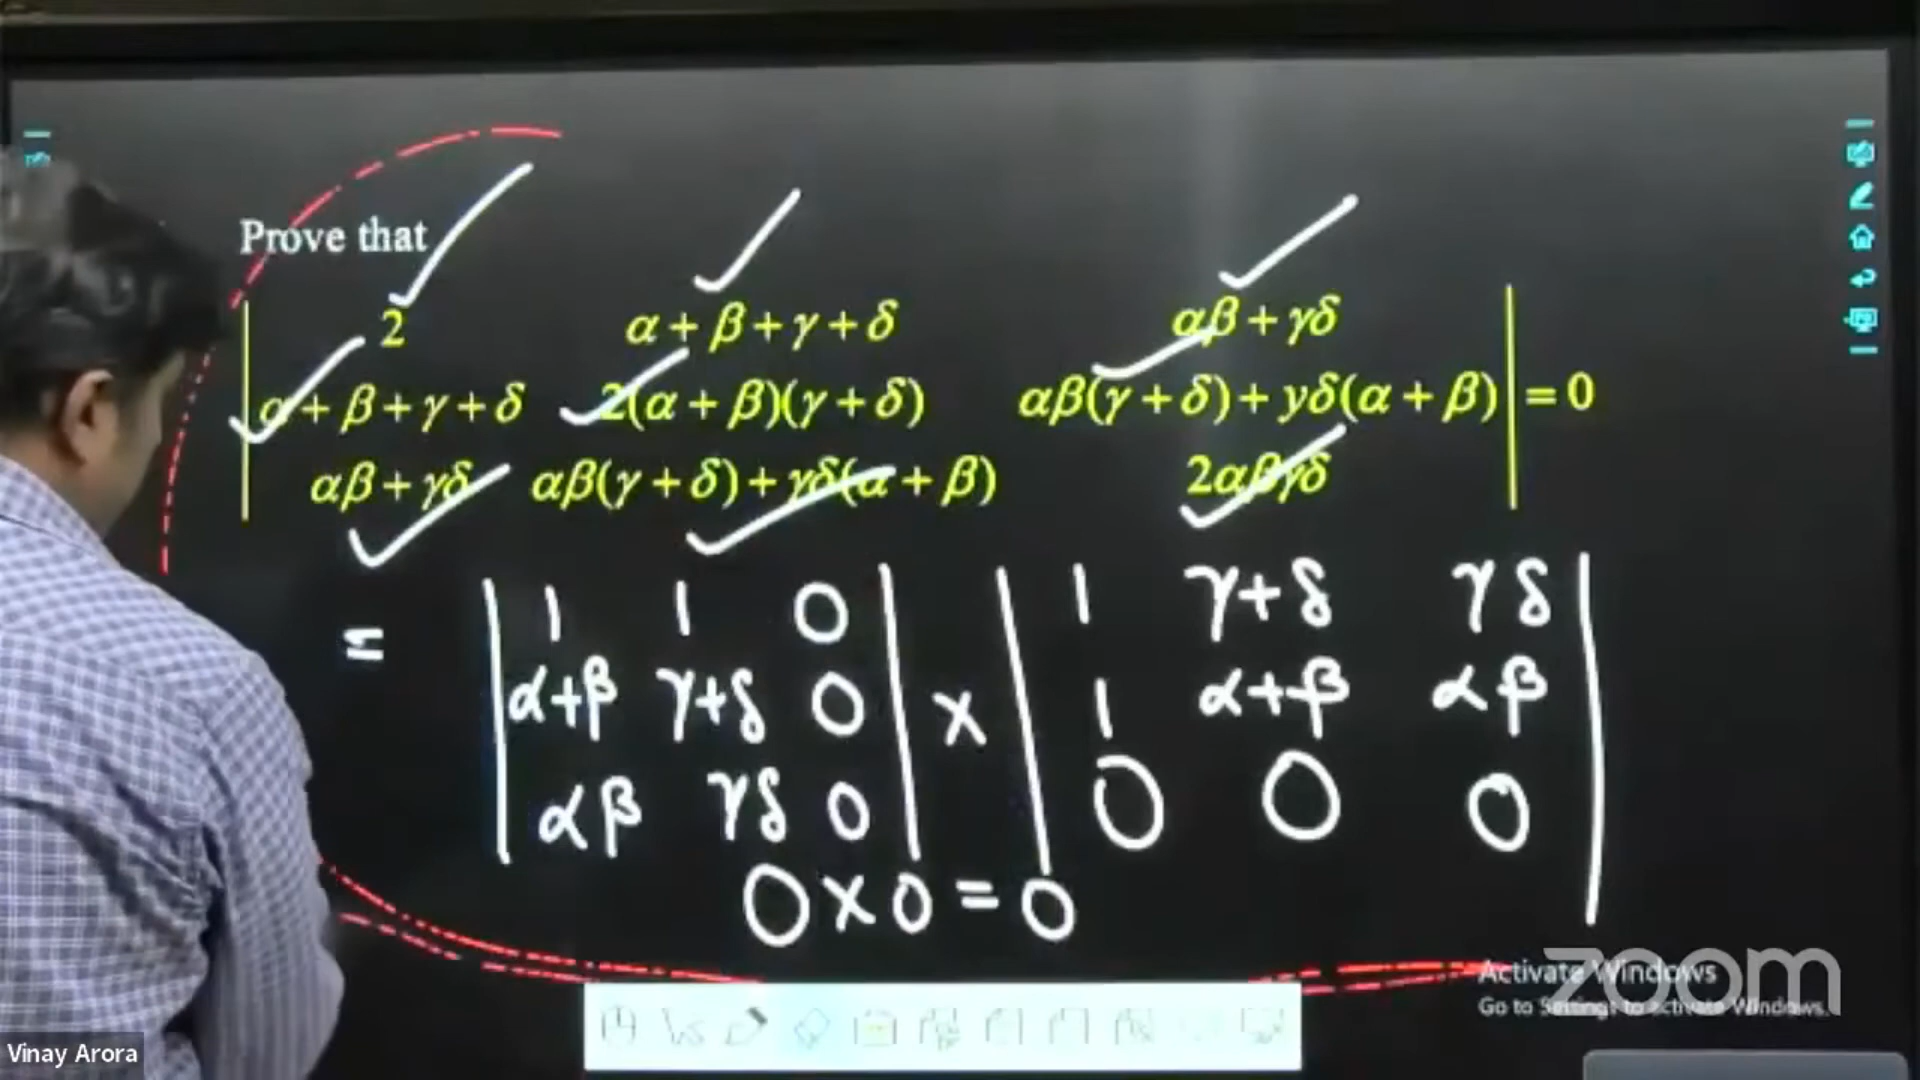 Prove that
2 α + β + γ + δ αβ + γδ
α + β + γ + δ 2(α + β)(γ + δ) αβ(γ + δ) + yδ(α + β) = 0
αβ + γδ αβ(γ + δ) + γδ(α + β) 2αβγδ
1 1 0 1 γ+δ γδ
= α+β γ+δ 0 × 1 α+β αβ
αβ γδ 0 0 0 0
0×0=0
zoom
Activate Windows
Go to Settings to activate Windows.
Vinay Arora